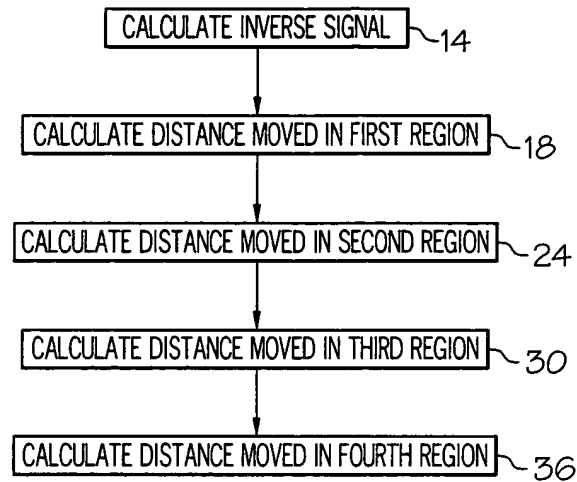 CALCULATE INVERSE SIGNAL
14
CALCULATE DISTANCE MOVED IN FIRST REGION
18
CALCULATE DISTANCE MOVED IN SECOND REGION
24
CALCULATE DISTANCE MOVED IN THIRD REGION
30
CALCULATE DISTANCE MOVED IN FOURTH REGION
36